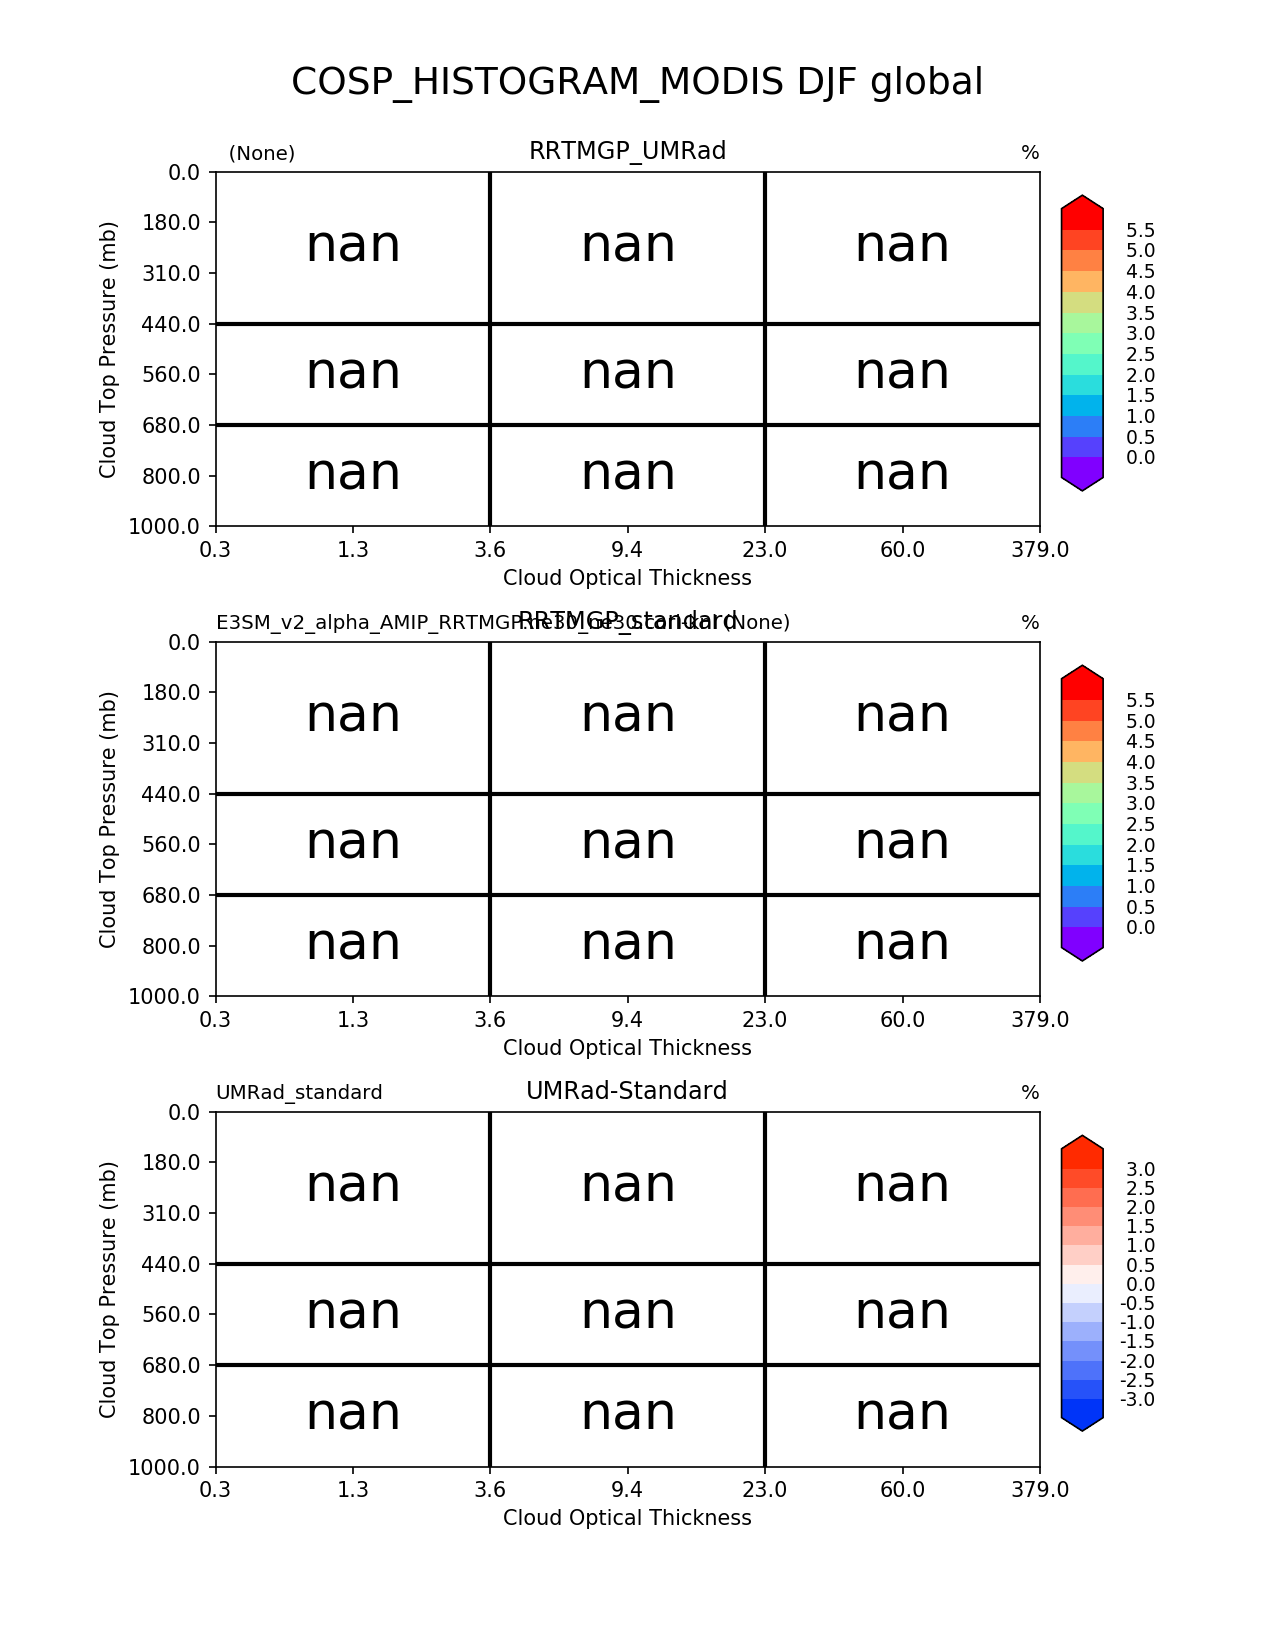 COSP_HISTOGRAM_MODIS DJF global
(None) RRTMGP_UMRad %
0.0
180.0
310.0
440.0
560.0
680.0
800.0
1000.0
Cloud Top Pressure (mb)
nan nan nan
nan nan nan
nan nan nan
0.3 1.3 3.6 9.4 23.0 60.0 379.0
Cloud Optical Thickness
5.5
5.0
4.5
4.0
3.5
3.0
2.5
2.0
1.5
1.0
0.5
0.0
E3SM_v2_alpha_AMIP_RRTMGP.ne30_ne30.cori-knl (None) RRTMGP_standard %
0.0
180.0
310.0
440.0
560.0
680.0
800.0
1000.0
Cloud Top Pressure (mb)
nan nan nan
nan nan nan
nan nan nan
0.3 1.3 3.6 9.4 23.0 60.0 379.0
Cloud Optical Thickness
5.5
5.0
4.5
4.0
3.5
3.0
2.5
2.0
1.5
1.0
0.5
0.0
UMRad_standard UMRad-Standard %
0.0
180.0
310.0
440.0
560.0
680.0
800.0
1000.0
Cloud Top Pressure (mb)
nan nan nan
nan nan nan
nan nan nan
0.3 1.3 3.6 9.4 23.0 60.0 379.0
Cloud Optical Thickness
3.0
2.5
2.0
1.5
1.0
0.5
0.0
-0.5
-1.0
-1.5
-2.0
-2.5
-3.0